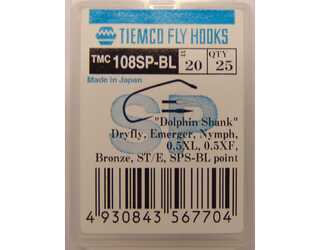 TIEMCO FLY HOOKS
TMC 108SP-BL
20
QTY
25
Made in Japan
SP
"Dolphin Shank"
Dryfly, Emerger, Nymph,
0.5XL, 0.5XF,
Bronze, ST/E, SPS-BL point
4 930843 567704